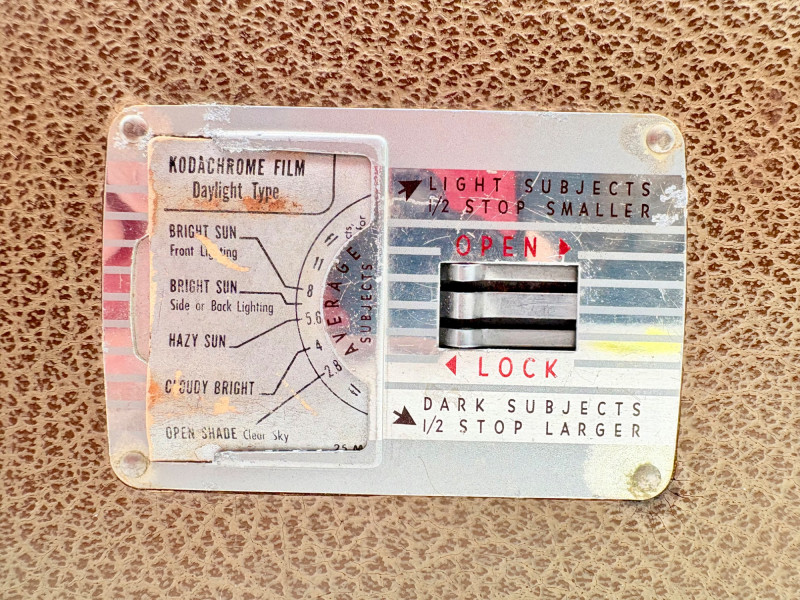 KODACHROME FILM
Daylight Type
BRIGHT SUN
Front Lighting
BRIGHT SUN
Side or Back Lighting
HAZY SUN
CLOUDY BRIGHT
OPEN SHADE Clear Sky
8
5.6
4
2.8
AVERAGE
SUBJECTS
LIGHT SUBJECTS
1/2 STOP SMALLER
OPEN
LOCK
DARK SUBJECTS
1/2 STOP LARGER